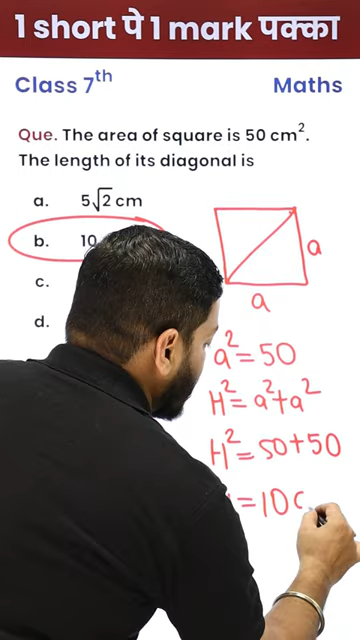 1 short पे 1 mark पक्का
Class 7th Maths
Que. The area of square is 50 cm².
The length of its diagonal is
a. 5√2 cm
b. 10
c.
d.
a
a
a² = 50
H² = a² + a²
H² = 50 + 50
= 10 c